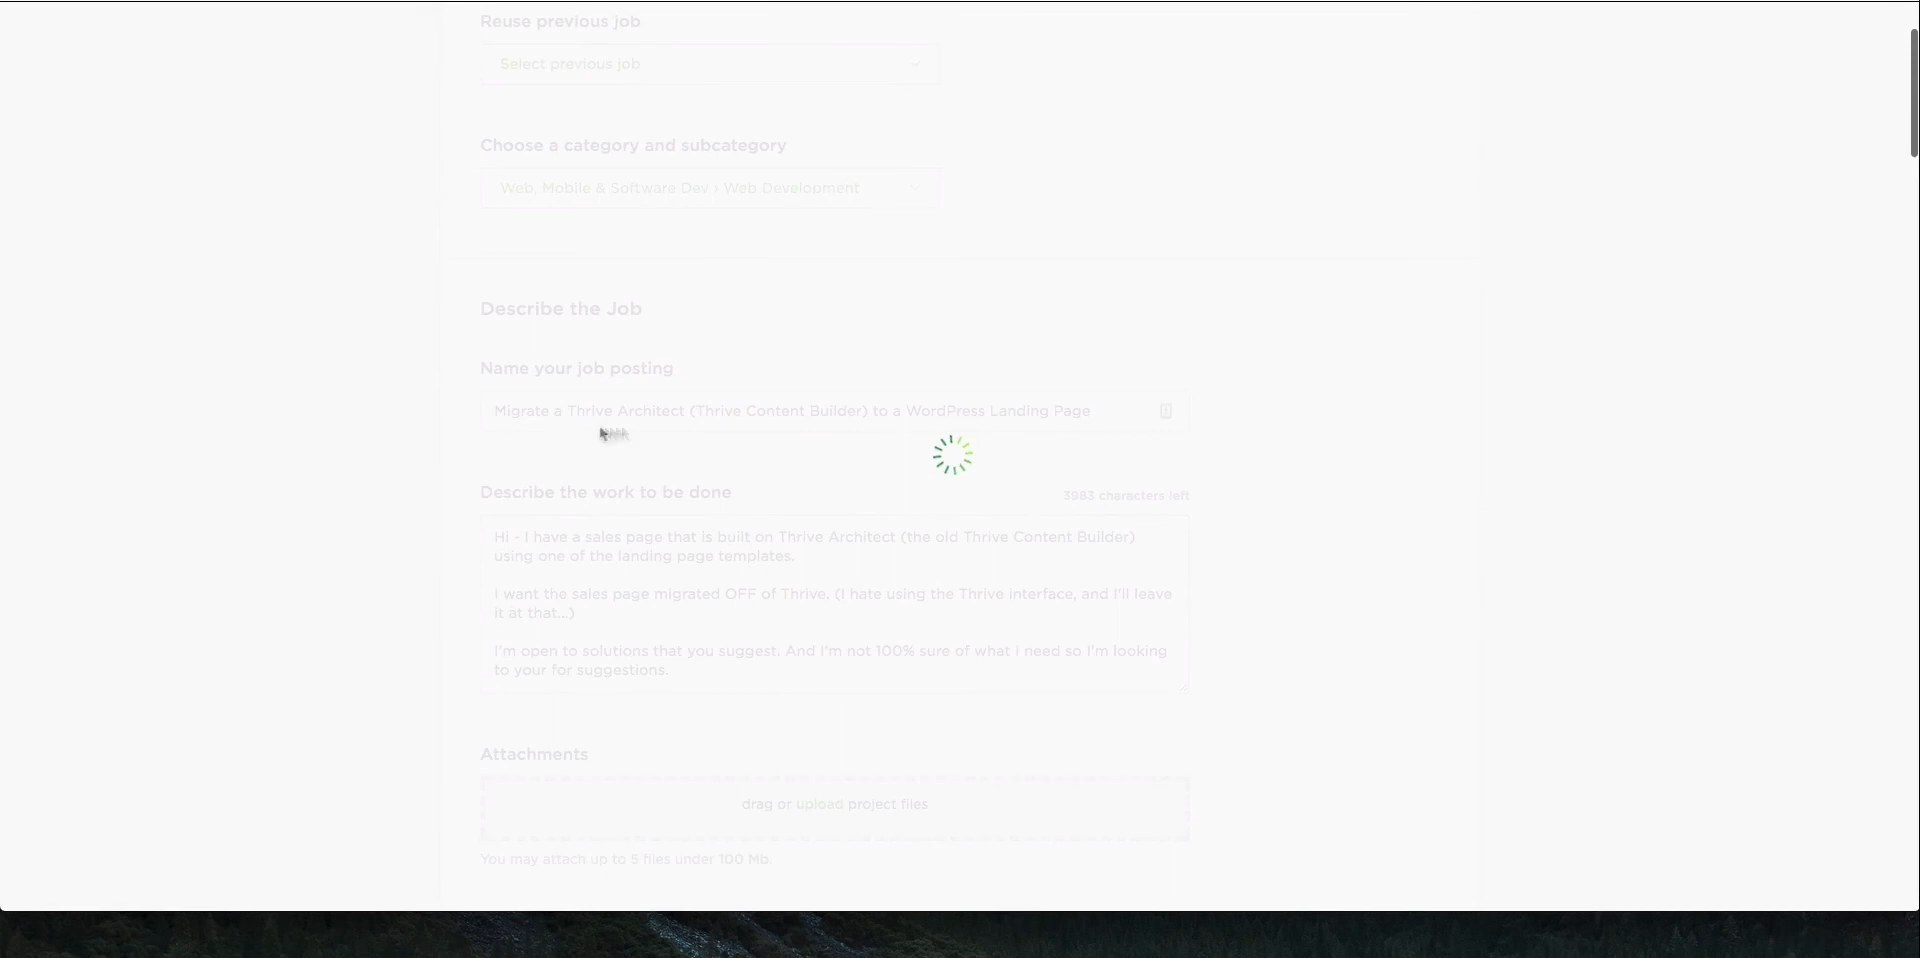 Reuse previous job
Select previous job
Choose a category and subcategory
Web, Mobile & Software Dev › Web Development
Describe the Job
Name your job posting
Migrate a Thrive Architect (Thrive Content Builder) to a WordPress Landing Page
Describe the work to be done
3983 characters left
Hi - I have a sales page that is built on Thrive Architect (the old Thrive Content Builder)
using one of the landing page templates.
I want the sales page migrated OFF of Thrive. (I hate using the Thrive interface, and I'll leave
it at that...)
I'm open to solutions that you suggest. And I'm not 100% sure of what I need so I'm looking
to your for suggestions.
Attachments
drag or upload project files
You may attach up to 5 files under 100 Mb.